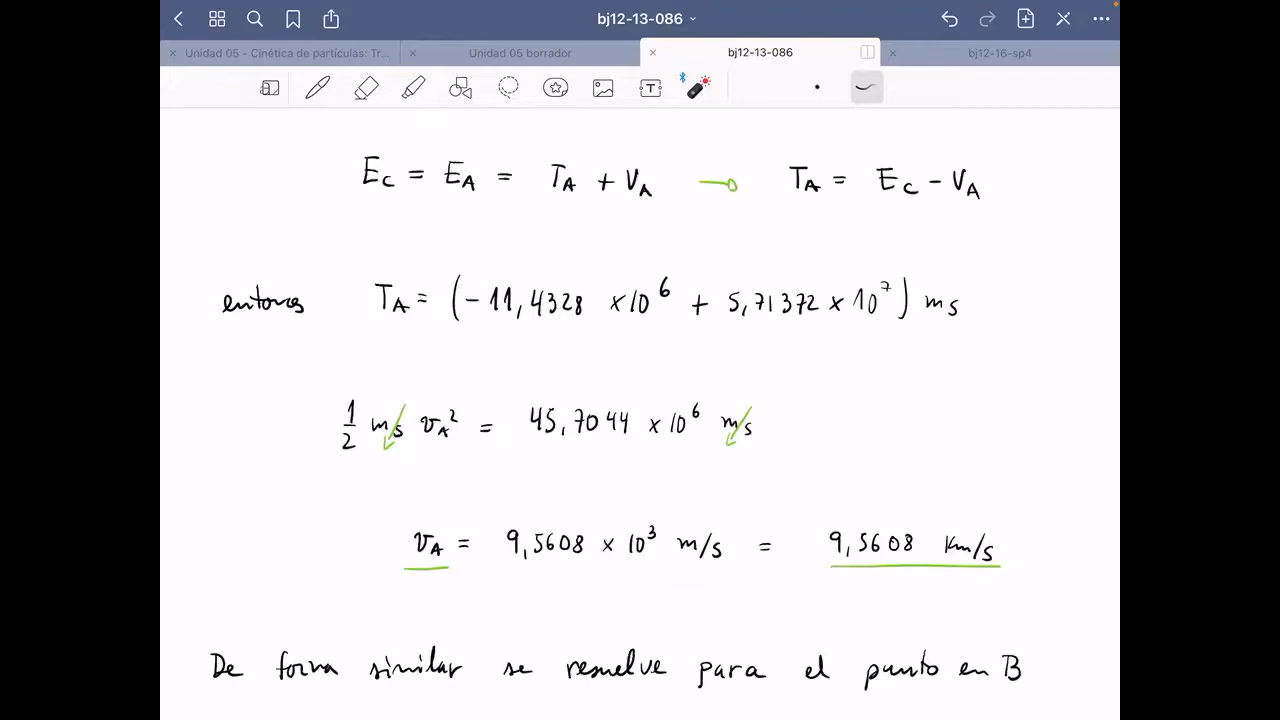 bj12-13-086
Unidad 05 - Cinética de partículas: Tr...
Unidad 05 borrador
bj12-13-086
bj12-16-sp4
E_C = E_A = T_A + V_A → T_A = E_C - V_A
entonces T_A = (-11,4328 × 10^6 + 5,71372 × 10^7) m_s
1/2 m_s v_A^2 = 45,7044 × 10^6 m_s
v_A = 9,5608 × 10^3 m/s = 9,5608 Km/s
De forma similar se resuelve para el punto en B